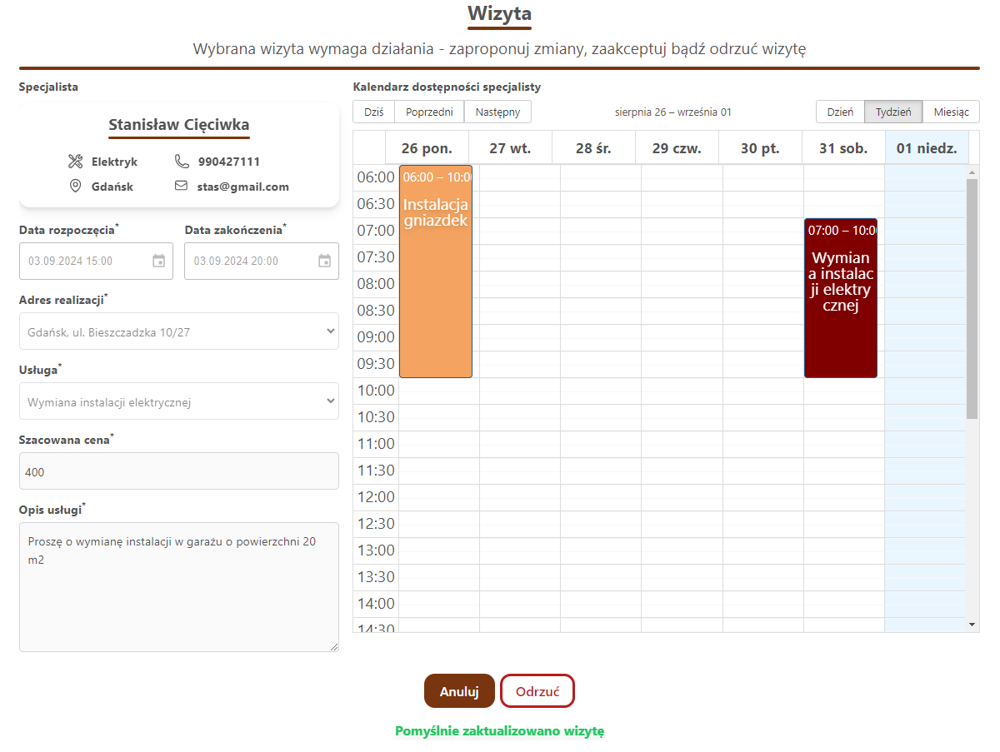 Wizyta
Wybrana wizyta wymaga działania - zaproponuj zmiany, zaakceptuj bądź odrzuć wizytę
Specjalista
Stanisław Cięciwka
Elektryk
990427111
Gdańsk
stas@gmail.com
Data rozpoczęcia*
Data zakończenia*
03.09.2024 15:00
03.09.2024 20:00
Adres realizacji*
Gdańsk, ul. Bieszczadzka 10/27
Usługa*
Wymiana instalacji elektrycznej
Szacowana cena*
400
Opis usługi*
Proszę o wymianę instalacji w garażu o powierzchni 20
m2
Kalendarz dostępności specjalisty
Dziś Poprzedni Następny
sierpnia 26 – września 01
Dzień Tydzień Miesiąc
26 pon. 27 wt. 28 śr. 29 czw. 30 pt. 31 sob. 01 niedz.
06:00
06:30
07:00
07:30
08:00
08:30
09:00
09:30
10:00
10:30
11:00
11:30
12:00
12:30
13:00
13:30
14:00
14:30
06:00 – 10:0
Instalacja
gniazdek
07:00 – 10:0
Wymian
a instalac
ji elektry
cznej
Anuluj
Odrzuć
Pomyślnie zaktualizowano wizytę